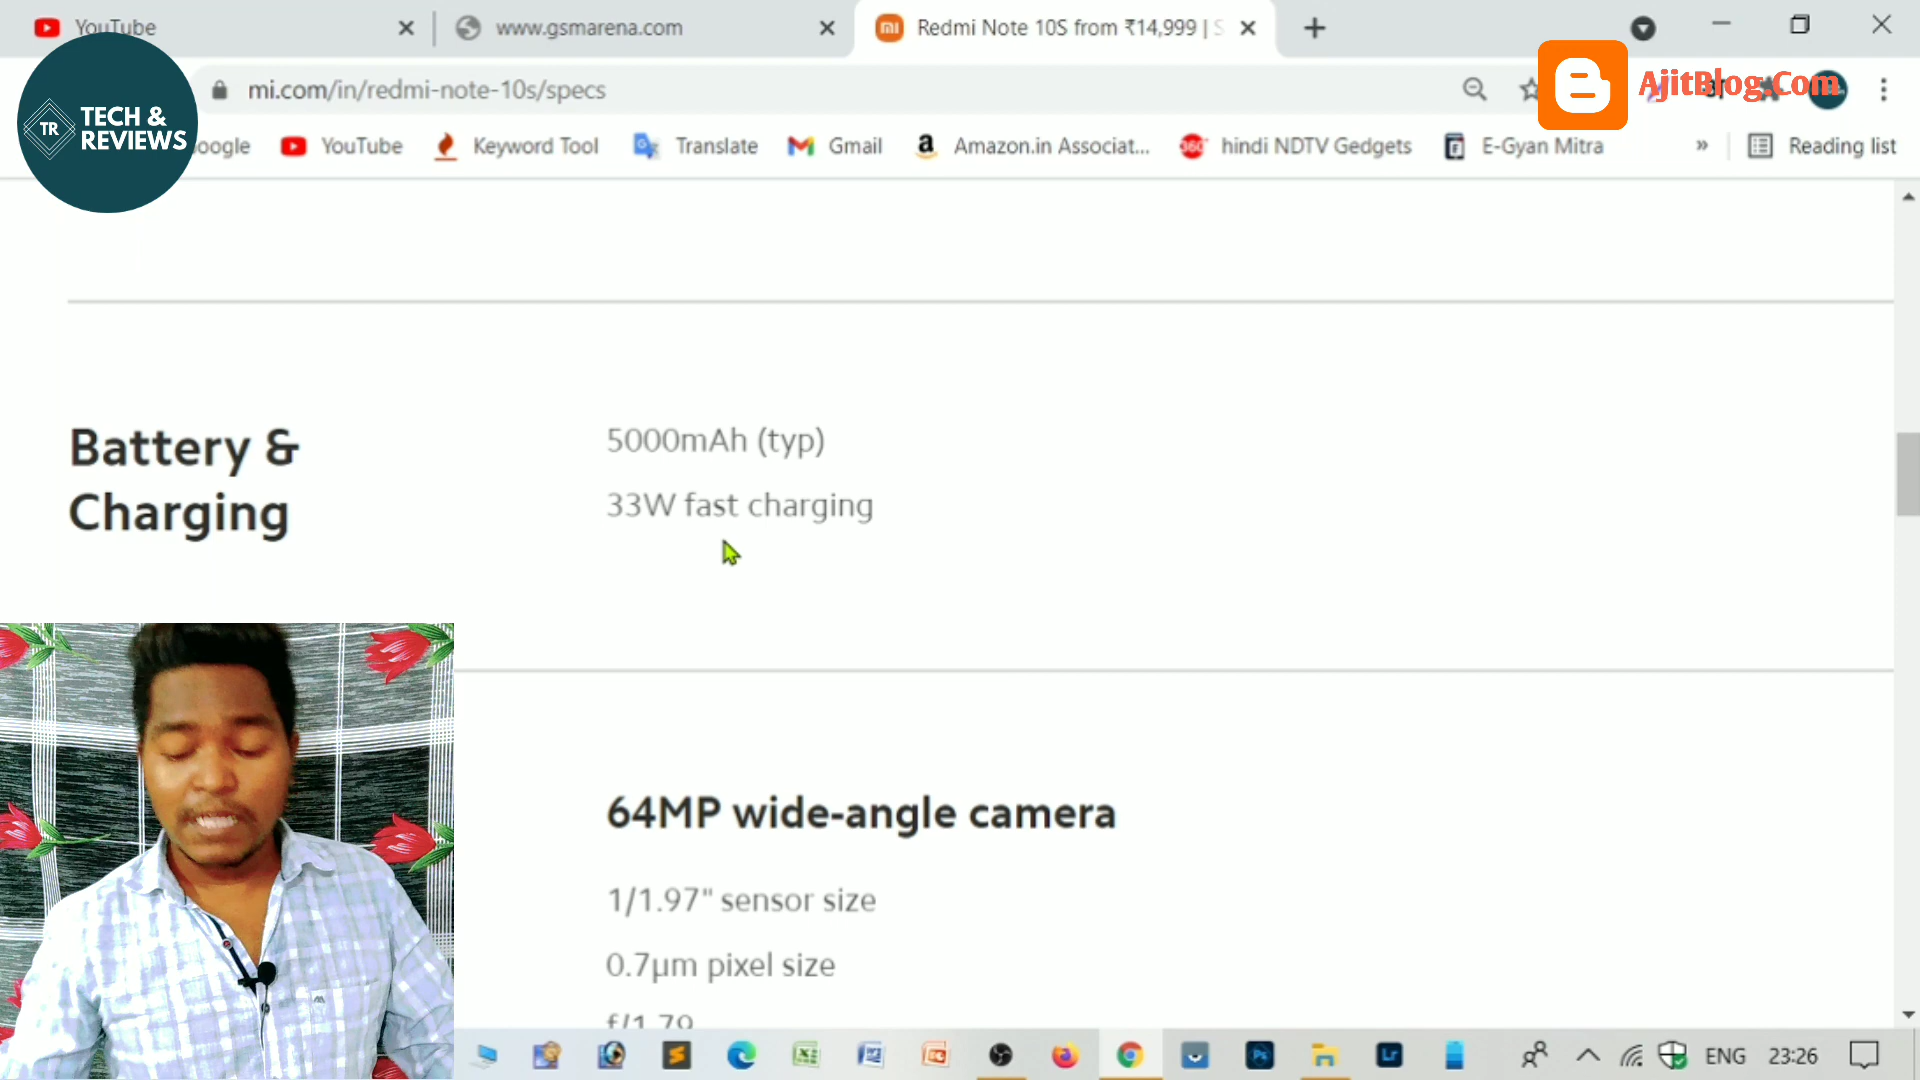 YouTube
www.gsmarena.com
Redmi Note 10S from ₹14,999 | S
mi.com/in/redmi-note-10s/specs
AjitBlog.Com
TR
TECH &
REVIEWS
oogle
YouTube
Keyword Tool
Translate
Gmail
Amazon.in Associat...
hindi NDTV Gedgets
E-Gyan Mitra
»
Reading list
Battery &
Charging
5000mAh (typ)
33W fast charging
64MP wide-angle camera
1/1.97" sensor size
0.7μm pixel size
f/1.79
ENG
23:26